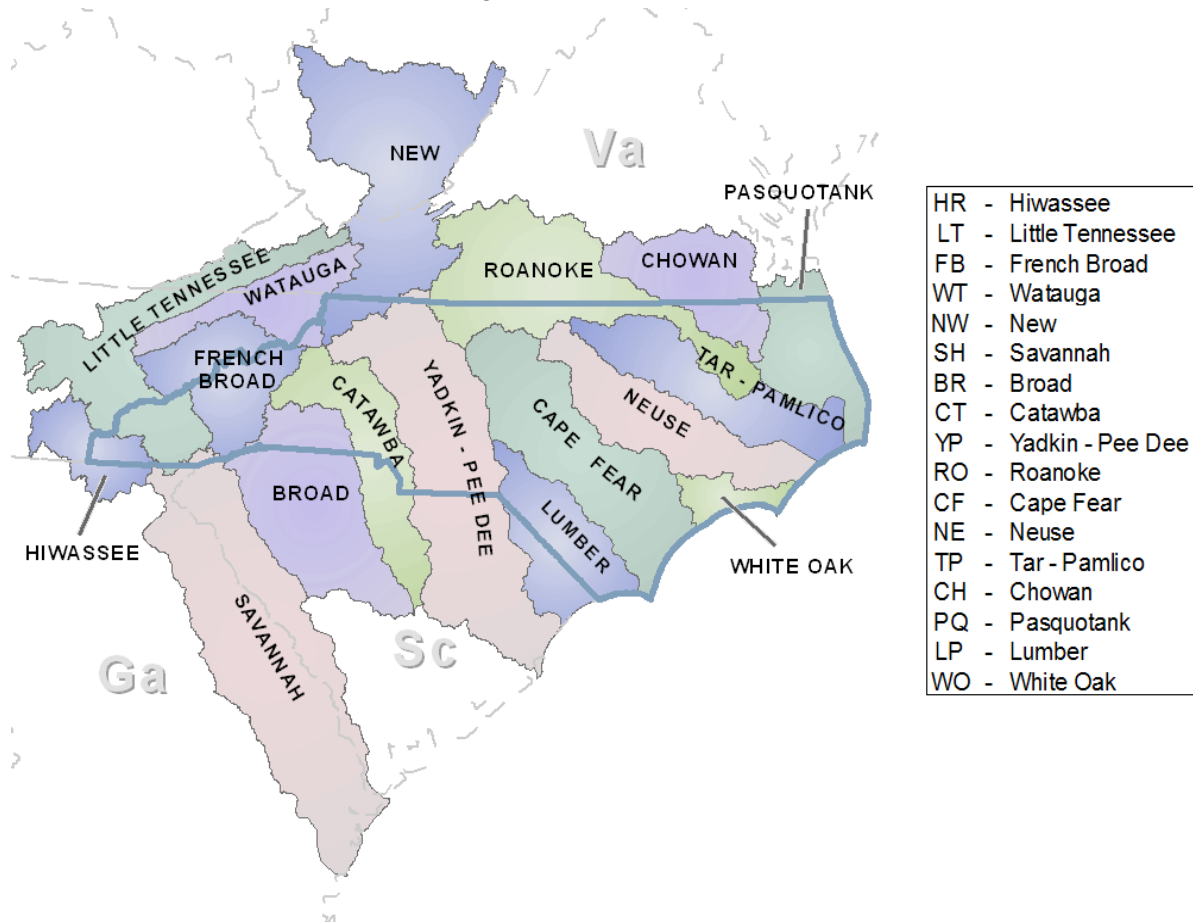 NEW
Va
PASQUOTANK
ROANOKE
CHOWAN
LITTLE TENNESSEE
WATAUGA
FRENCH
BROAD
CATAWBA
YADKIN - PEE DEE
CAPE FEAR
NEUSE
TAR - PAMLICO
BROAD
LUMBER
HIWASSEE
WHITE OAK
SAVANNAH
Sc
Ga
HR - Hiwassee
LT - Little Tennessee
FB - French Broad
WT - Watauga
NW - New
SH - Savannah
BR - Broad
CT - Catawba
YP - Yadkin - Pee Dee
RO - Roanoke
CF - Cape Fear
NE - Neuse
TP - Tar - Pamlico
CH - Chowan
PQ - Pasquotank
LP - Lumber
WO - White Oak